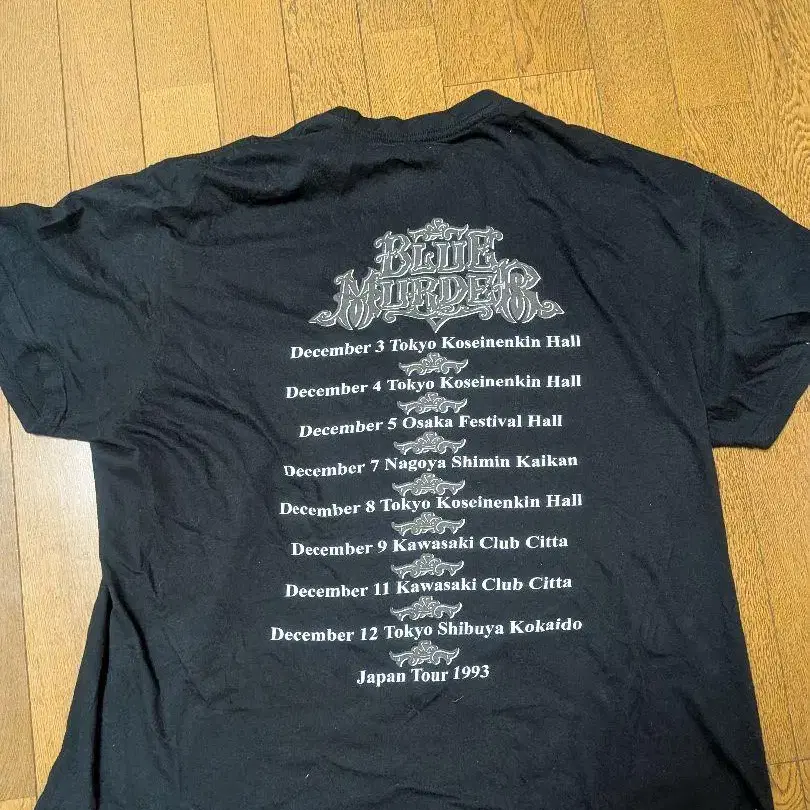 BLUE
MURDER
December 3 Tokyo Koseinenkin Hall
December 4 Tokyo Koseinenkin Hall
December 5 Osaka Festival Hall
December 7 Nagoya Shimin Kaikan
December 8 Tokyo Koseinenkin Hall
December 9 Kawasaki Club Citta
December 11 Kawasaki Club Citta
December 12 Tokyo Shibuya Kokaido
Japan Tour 1993